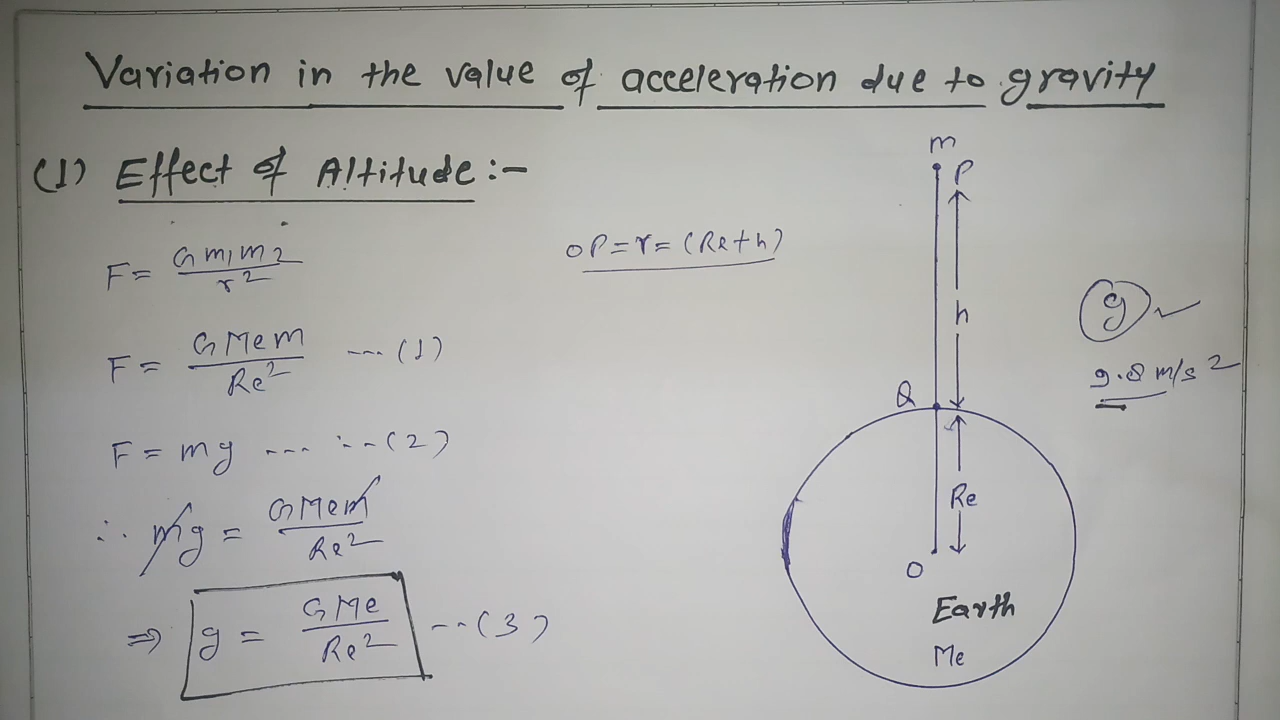 Variation in the value of acceleration due to gravity
(1) Effect of Altitude :-
F = Gm1m2 / r2
OP = r = (Re+h)
F = GMem / Re2 --- (1)
F = mg --- --- (2)
∴ mg = GMem / Re2
⇒ g = GMe / Re2 --- (3)
m
P
h
Q
Re
O
Earth
Me
g ✓
9.8 m/s2